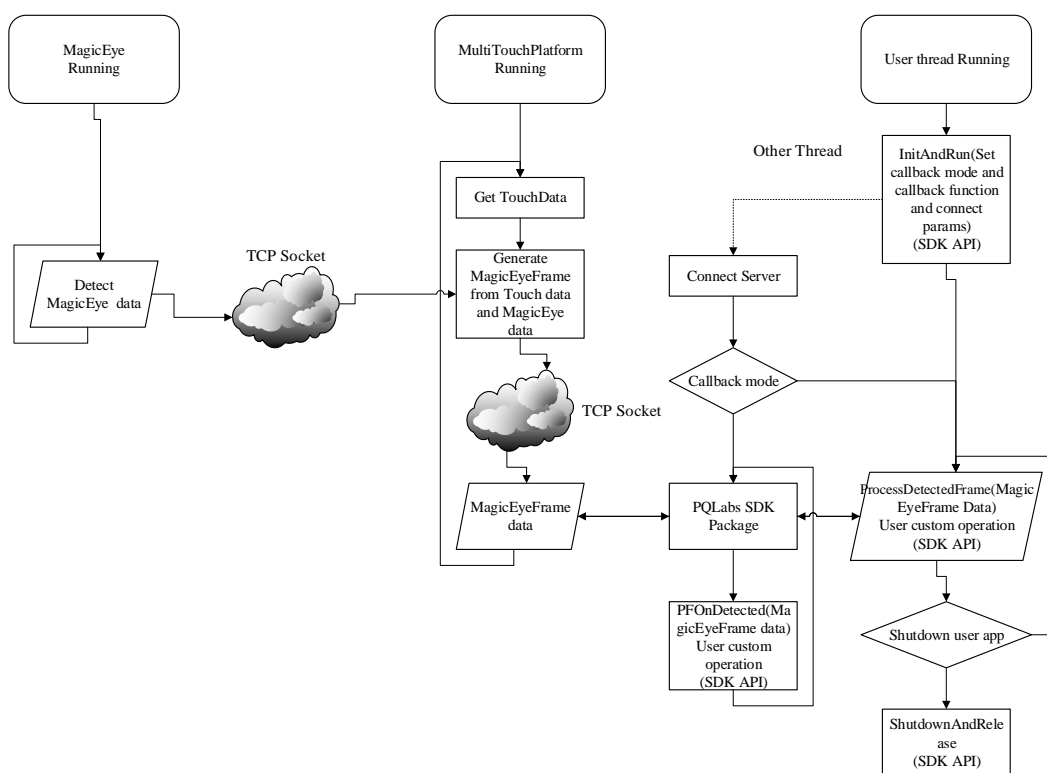 MagicEye
Running
MultiTouchPlatform
Running
User thread Running
Other Thread
InitAndRun(Set
callback mode and
callback function
and connect
params)
(SDK API)
Get TouchData
TCP Socket
Detect
MagicEye  data
Generate
MagicEyeFrame
from Touch data
and MagicEye
data
Connect Server
Callback mode
TCP Socket
MagicEyeFrame
data
PQLabs SDK
Package
ProcessDetectedFrame(Magic
EyeFrame Data)
User custom operation
(SDK API)
PFOnDetected(Ma
gicEyeFrame data)
User custom
operation
(SDK API)
Shutdown user app
ShutdownAndRele
ase
(SDK API)